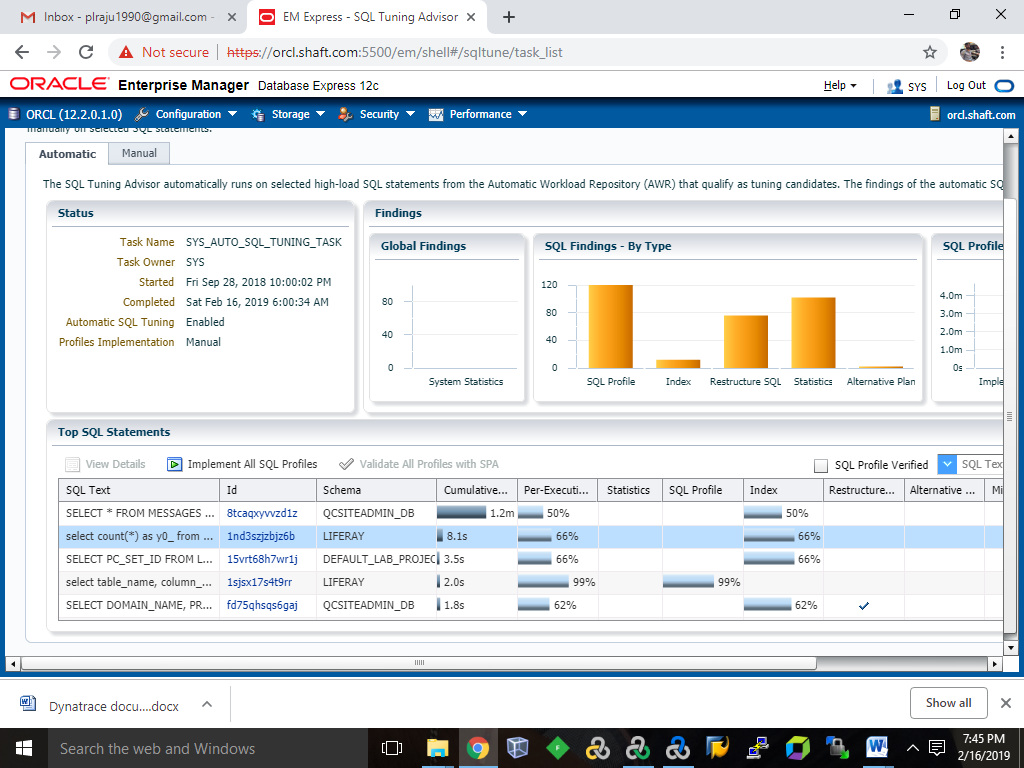 Inbox - plraju1990@gmail.com -
EM Express - SQL Tuning Advisor
Not secure https://orcl.shaft.com:5500/em/shell#/sqltune/task_list
ORACLE Enterprise Manager Database Express 12c
Help SYS Log Out
ORCL (12.2.0.1.0) Configuration Storage Security Performance orcl.shaft.com
manually on selected SQL statements.
Automatic Manual
The SQL Tuning Advisor automatically runs on selected high-load SQL statements from the Automatic Workload Repository (AWR) that qualify as tuning candidates. The findings of the automatic SQ
Status
Task Name SYS_AUTO_SQL_TUNING_TASK
Task Owner SYS
Started Fri Sep 28, 2018 10:00:02 PM
Completed Sat Feb 16, 2019 6:00:34 AM
Automatic SQL Tuning Enabled
Profiles Implementation Manual
Findings
Global Findings
80
40
0
System Statistics
SQL Findings - By Type
120
80
40
0
SQL Profile Index Restructure SQL Statistics Alternative Plan
SQL Profile
4.0m
3.0m
2.0m
1.0m
0s
Imple
Top SQL Statements
View Details Implement All SQL Profiles Validate All Profiles with SPA SQL Profile Verified SQL Tex
SQL Text Id Schema Cumulative... Per-Executi... Statistics SQL Profile Index Restructure... Alternative ... Mi
SELECT * FROM MESSAGES ... 8tcaqxyvvzd1z QCSITEADMIN_DB 1.2m 50% 50%
select count(*) as y0_ from ... 1nd3szjzbjz6b LIFERAY 8.1s 66% 66%
SELECT PC_SET_ID FROM L... 15vrt68h7wr1j DEFAULT_LAB_PROJEC 3.5s 66% 66%
select table_name, column_... 1sjsx17s4t9rr LIFERAY 2.0s 99% 99%
SELECT DOMAIN_NAME, PR... fd75qhsqs6gaj QCSITEADMIN_DB 1.8s 62% 62%
Dynatrace docu....docx
Show all
Search the web and Windows
7:45 PM
2/16/2019